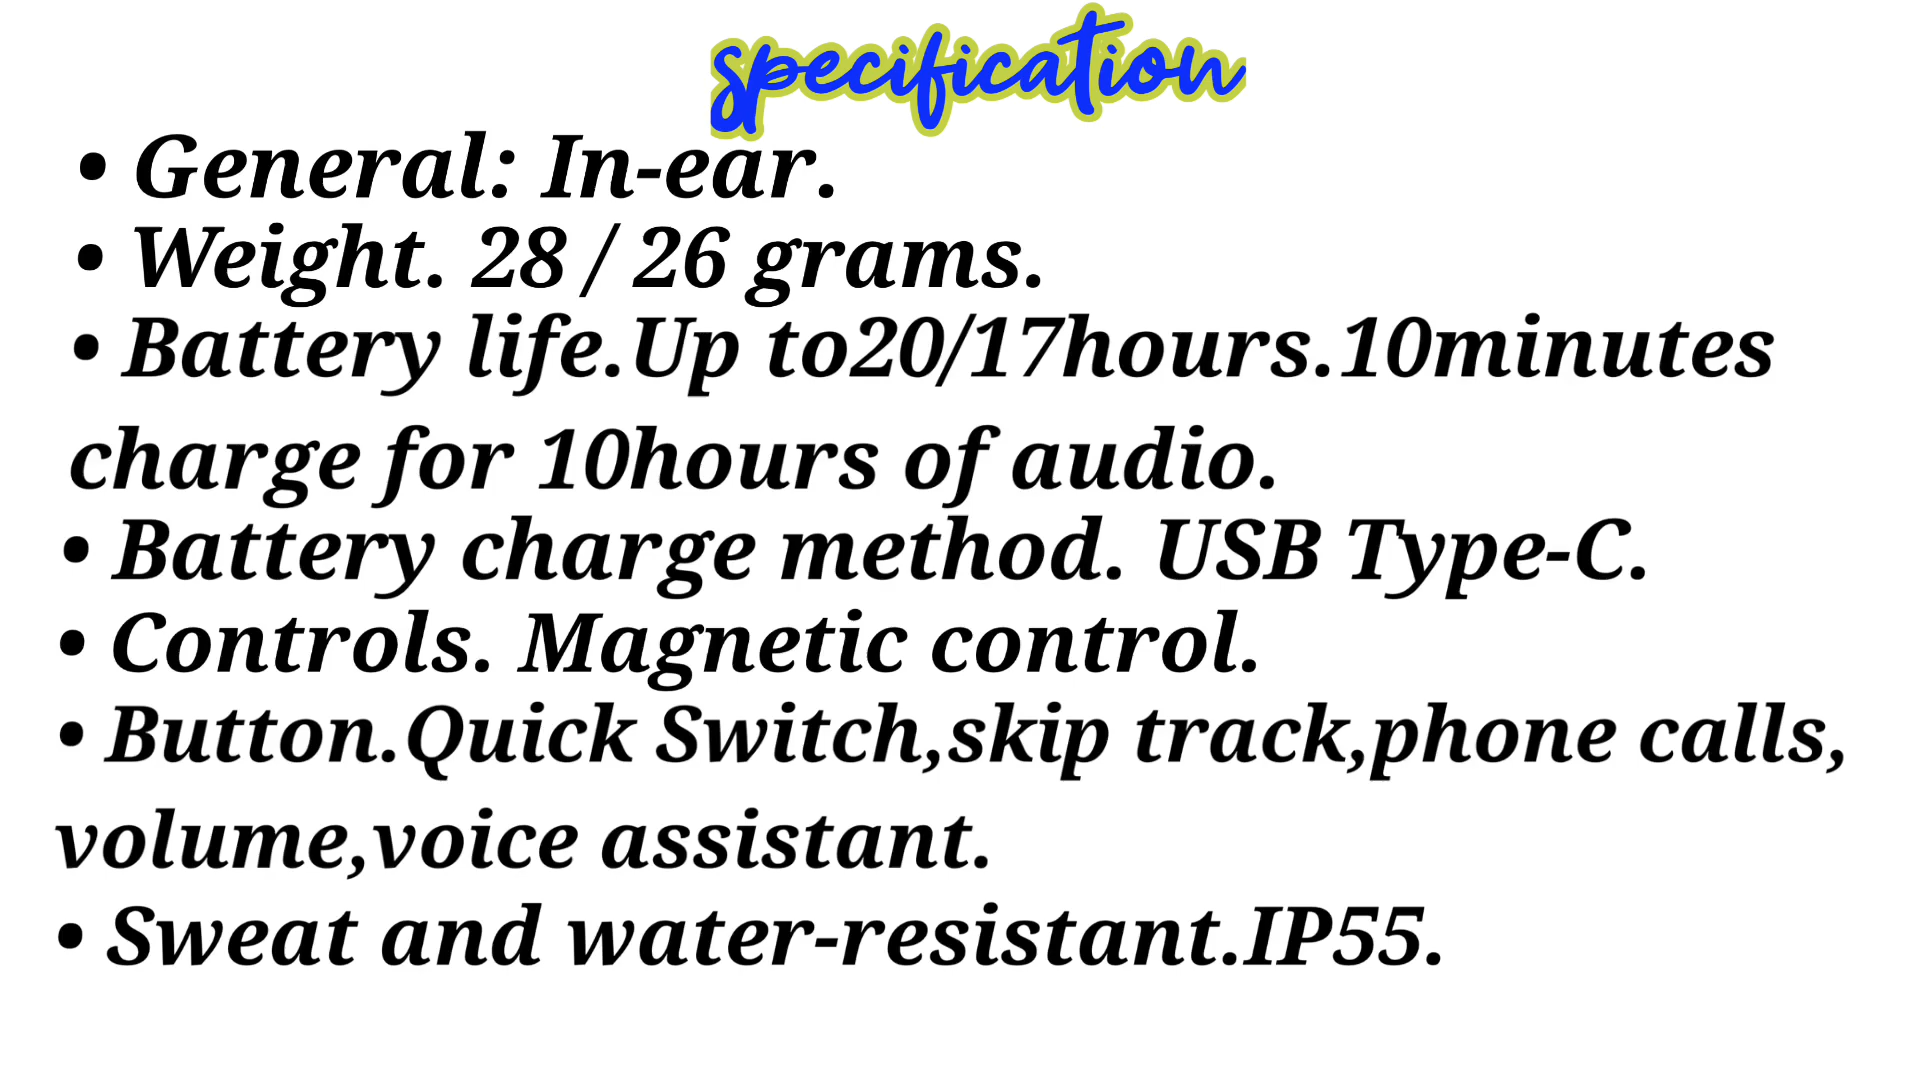 specification
• General: In-ear.
• Weight. 28 / 26 grams.
• Battery life.Up to20/17hours.10minutes
charge for 10hours of audio.
• Battery charge method. USB Type-C.
• Controls. Magnetic control.
• Button.Quick Switch,skip track,phone calls,
volume,voice assistant.
• Sweat and water-resistant.IP55.